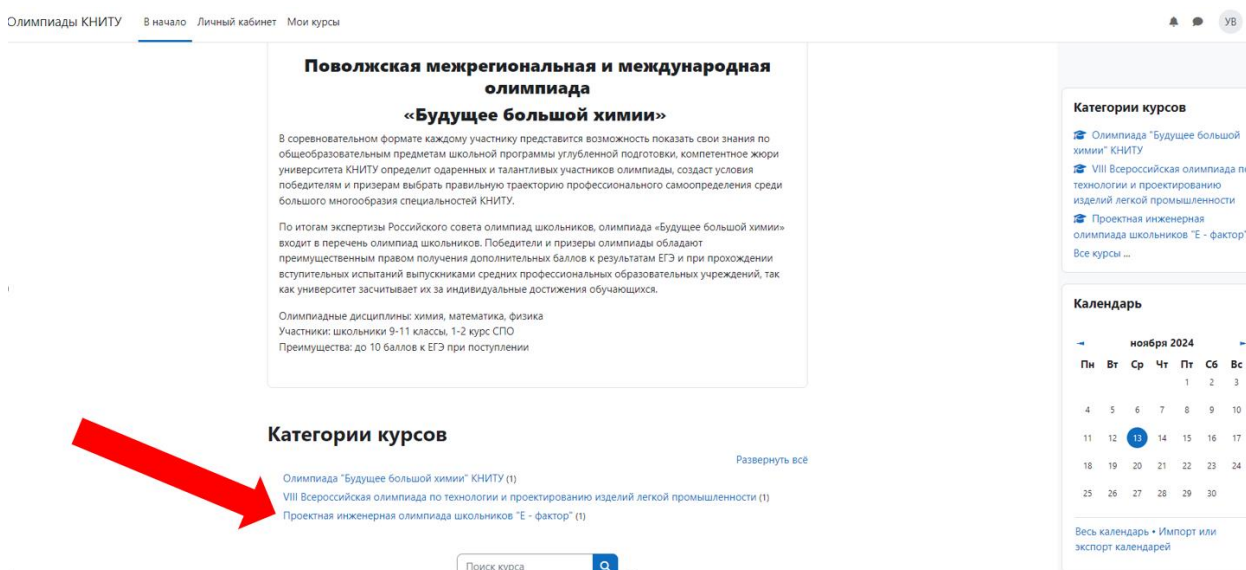 Олимпиады КНИТУ В начало Личный кабинет Мои курсы УВ
Поволжская межрегиональная и международная
олимпиада
«Будущее большой химии»
В соревновательном формате каждому участнику представится возможность показать свои знания по
общеобразовательным предметам школьной программы углубленной подготовки, компетентное жюри
университета КНИТУ определит одаренных и талантливых участников олимпиады, создаст условия
победителям и призерам выбрать правильную траекторию профессионального самоопределения среди
большого многообразия специальностей КНИТУ.
По итогам экспертизы Российского совета олимпиад школьников, олимпиада «Будущее большой химии»
входит в перечень олимпиад школьников. Победители и призеры олимпиады обладают
преимущественным правом получения дополнительных баллов к результатам ЕГЭ и при прохождении
вступительных испытаний выпускниками средних профессиональных образовательных учреждений, так
как университет засчитывает их за индивидуальные достижения обучающихся.
Олимпиадные дисциплины: химия, математика, физика
Участники: школьники 9-11 классы, 1-2 курс СПО
Преимущества: до 10 баллов к ЕГЭ при поступлении
Категории курсов
Развернуть всё
Олимпиада "Будущее большой химии" КНИТУ (1)
VIII Всероссийская олимпиада по технологии и проектированию изделий легкой промышленности (1)
Проектная инженерная олимпиада школьников "Е - фактор" (1)
Поиск курса
Категории курсов
Олимпиада "Будущее большой
химии" КНИТУ
VIII Всероссийская олимпиада по
технологии и проектированию
изделий легкой промышленности
Проектная инженерная
олимпиада школьников "Е - фактор"
Все курсы ...
Календарь
ноября 2024
Пн Вт Ср Чт Пт Сб Вс
1 2 3
4 5 6 7 8 9 10
11 12 13 14 15 16 17
18 19 20 21 22 23 24
25 26 27 28 29 30
Весь календарь • Импорт или
экспорт календарей